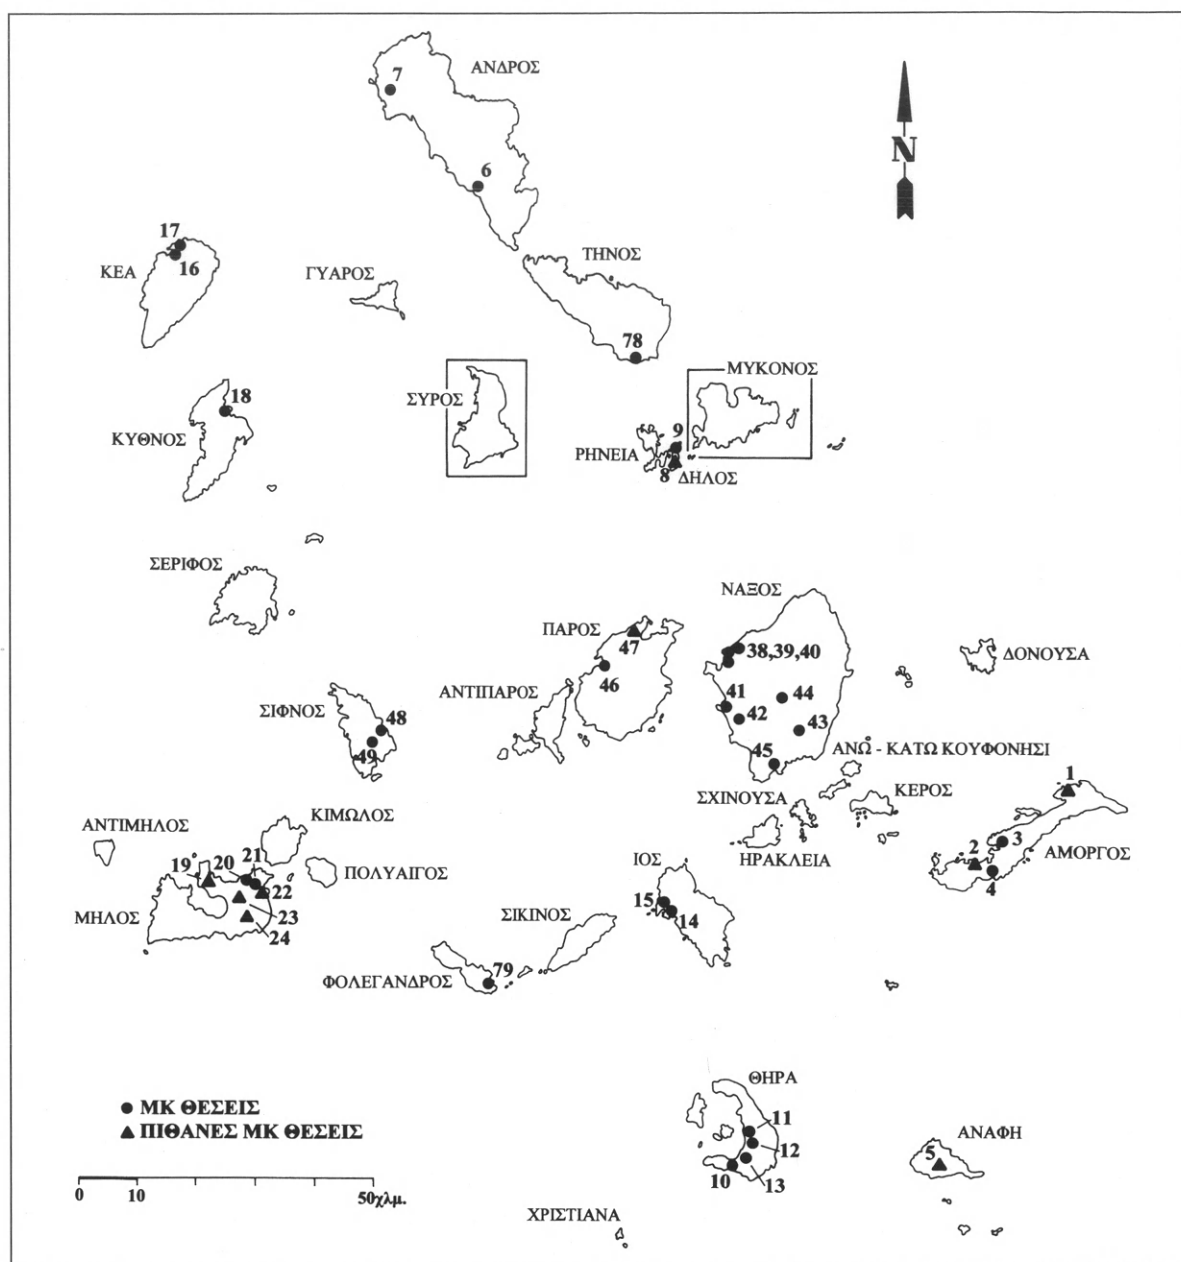 7
ΑΝΔΡΟΣ
N
6
17
ΤΗΝΟΣ
ΚΕΑ
16
ΓΥΑΡΟΣ
78
ΜΥΚΟΝΟΣ
18
ΣΥΡΟΣ
ΚΥΘΝΟΣ
9
ΡΗΝΕΙΑ
8
ΔΗΛΟΣ
ΣΕΡΙΦΟΣ
ΝΑΞΟΣ
ΠΑΡΟΣ
47
38,39,40
ΔΟΝΟΥΣΑ
46
ΑΝΤΙΠΑΡΟΣ
41
44
ΣΙΦΝΟΣ
48
42
43
49
45
ΑΝΩ - ΚΑΤΩ ΚΟΥΦΟΝΗΣΙ
1
ΣΧΙΝΟΥΣΑ
ΚΕΡΟΣ
ΚΙΜΩΛΟΣ
ΑΝΤΙΜΗΛΟΣ
3
2
ΑΜΟΡΓΟΣ
19
20
21
ΙΟΣ
ΗΡΑΚΛΕΙΑ
ΠΟΛΥΑΙΓΟΣ
4
22
15
ΜΗΛΟΣ
23
ΣΙΚΙΝΟΣ
14
24
79
ΦΟΛΕΓΑΝΔΡΟΣ
ΘΗΡΑ
ΜΚ ΘΕΣΕΙΣ
11
ΑΝΑΦΗ
ΠΙΘΑΝΕΣ ΜΚ ΘΕΣΕΙΣ
12
5
10
13
0 10 50χλμ.
ΧΡΙΣΤΙΑΝΑ